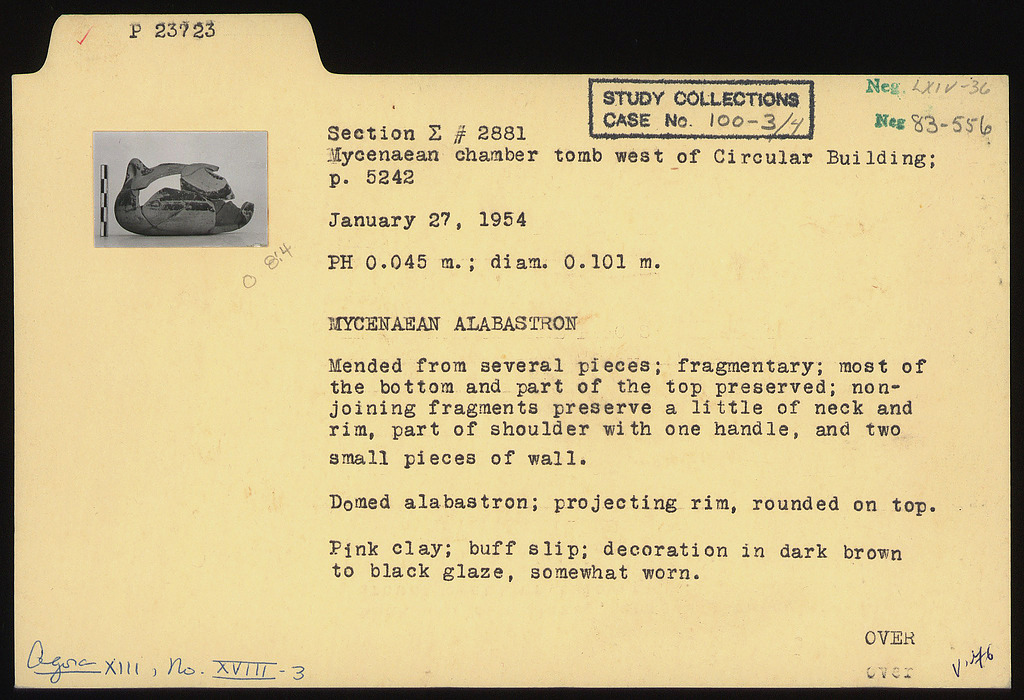 P 23723
STUDY COLLECTIONS
CASE No. 100-3/4
Neg. LXIV-36
Neg 83-556
Section Σ # 2881
Mycenaean chamber tomb west of Circular Building;
p. 5242
January 27, 1954
PH 0.045 m.; diam. 0.101 m.
08.4
MYCENAEAN ALABASTRON
Mended from several pieces; fragmentary; most of
the bottom and part of the top preserved; non-
joining fragments preserve a little of neck and
rim, part of shoulder with one handle, and two
small pieces of wall.
Domed alabastron; projecting rim, rounded on top.
Pink clay; buff slip; decoration in dark brown
to black glaze, somewhat worn.
OVER
over
Agora XIII, No. XVIII-3